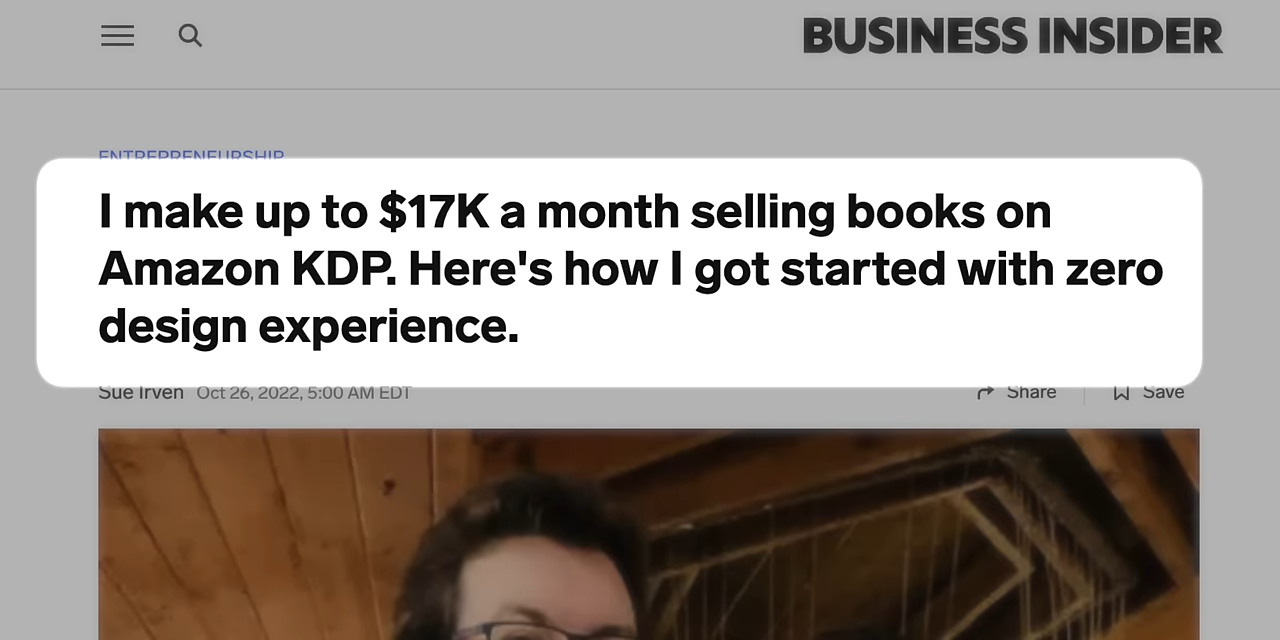 BUSINESS INSIDER
ENTREPRENEURSHIP
I make up to $17K a month selling books on
Amazon KDP. Here's how I got started with zero
design experience.
Sue Irven Oct 26, 2022, 5:00 AM EDT Share Save